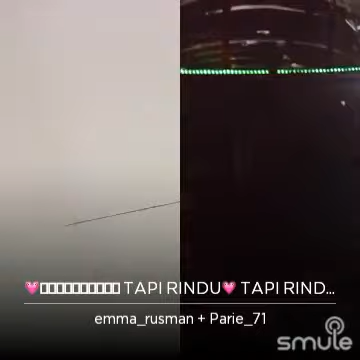 💗▯▯▯▯▯▯▯▯▯▯ TAPI RINDU💗 TAPI RIND...
emma_rusman + Parie_71
smule